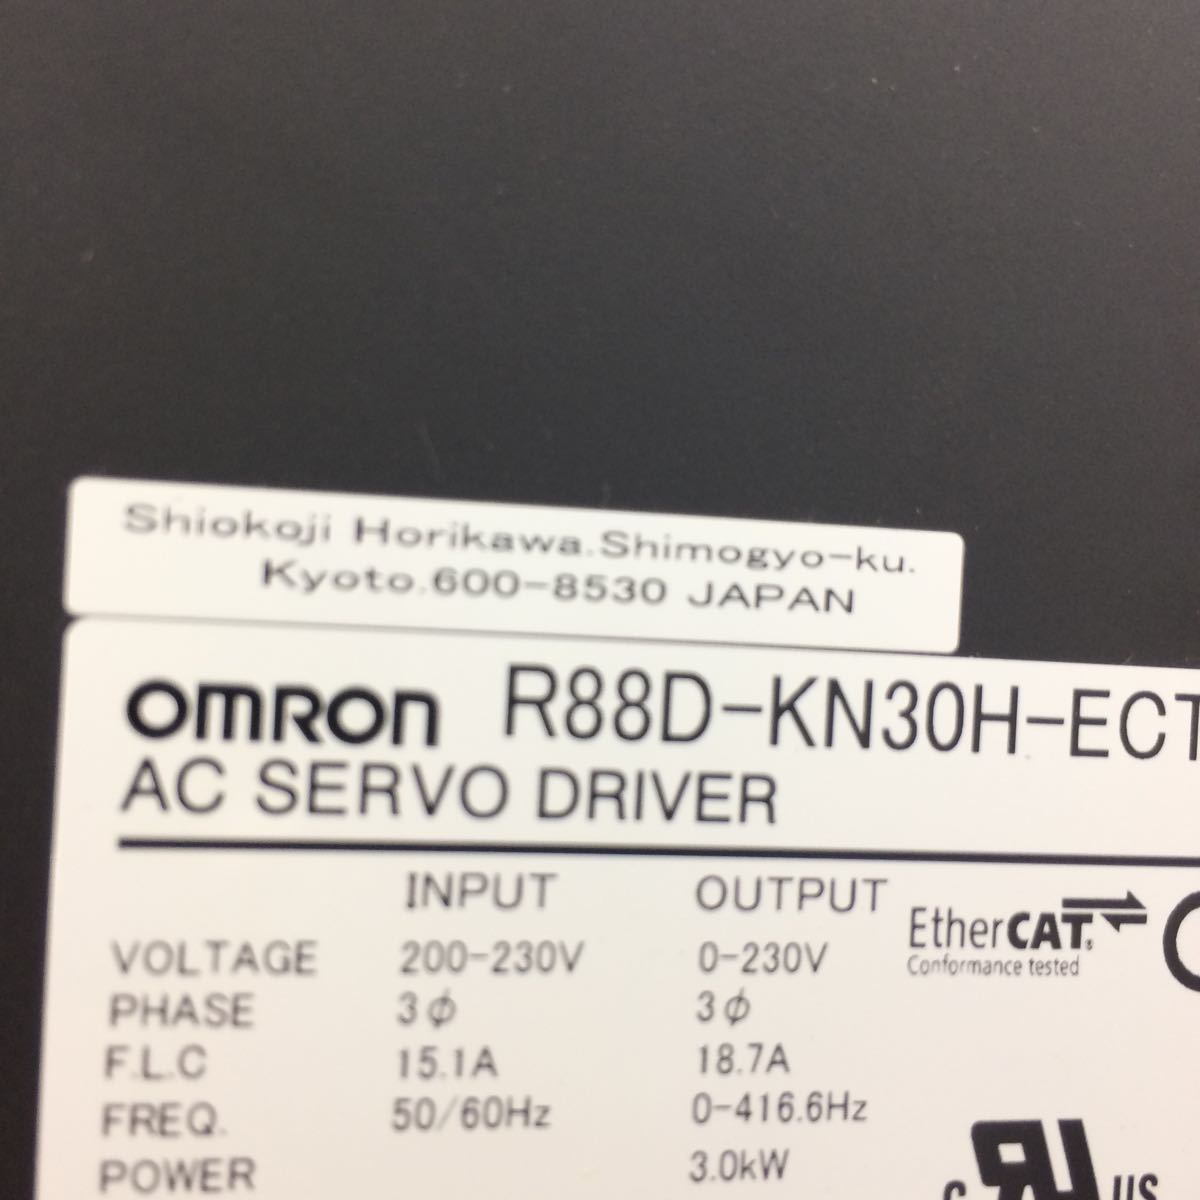 Shiokoji Horikawa.Shimogyo-ku.
Kyoto.600-8530 JAPAN
OMRON R88D-KN30H-ECT
AC SERVO DRIVER
INPUT OUTPUT
VOLTAGE 200-230V 0-230V
PHASE 3φ 3φ
F.L.C 15.1A 18.7A
FREQ. 50/60Hz 0-416.6Hz
POWER 3.0kW
EtherCAT®
Conformance tested
c RU US